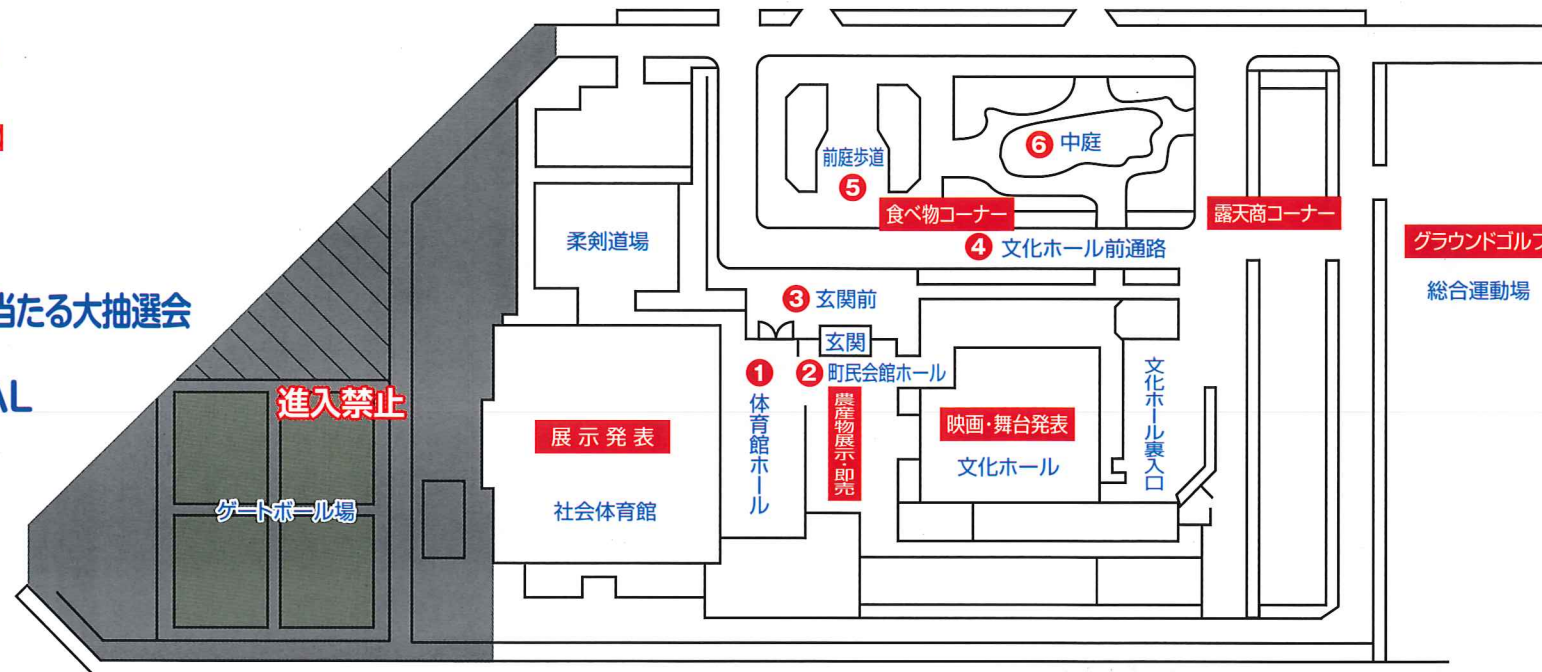 当たる大抽選会
AL
進入禁止
ゲートボール場
柔剣道場
展示発表
社会体育館
1
体育館ホール
2 町民会館ホール
農産物展示・即売
玄関
3 玄関前
4 文化ホール前通路
食べ物コーナー
前庭歩道
5
6 中庭
映画・舞台発表
文化ホール
文化ホール裏入口
露天商コーナー
グラウンドゴルフ
総合運動場